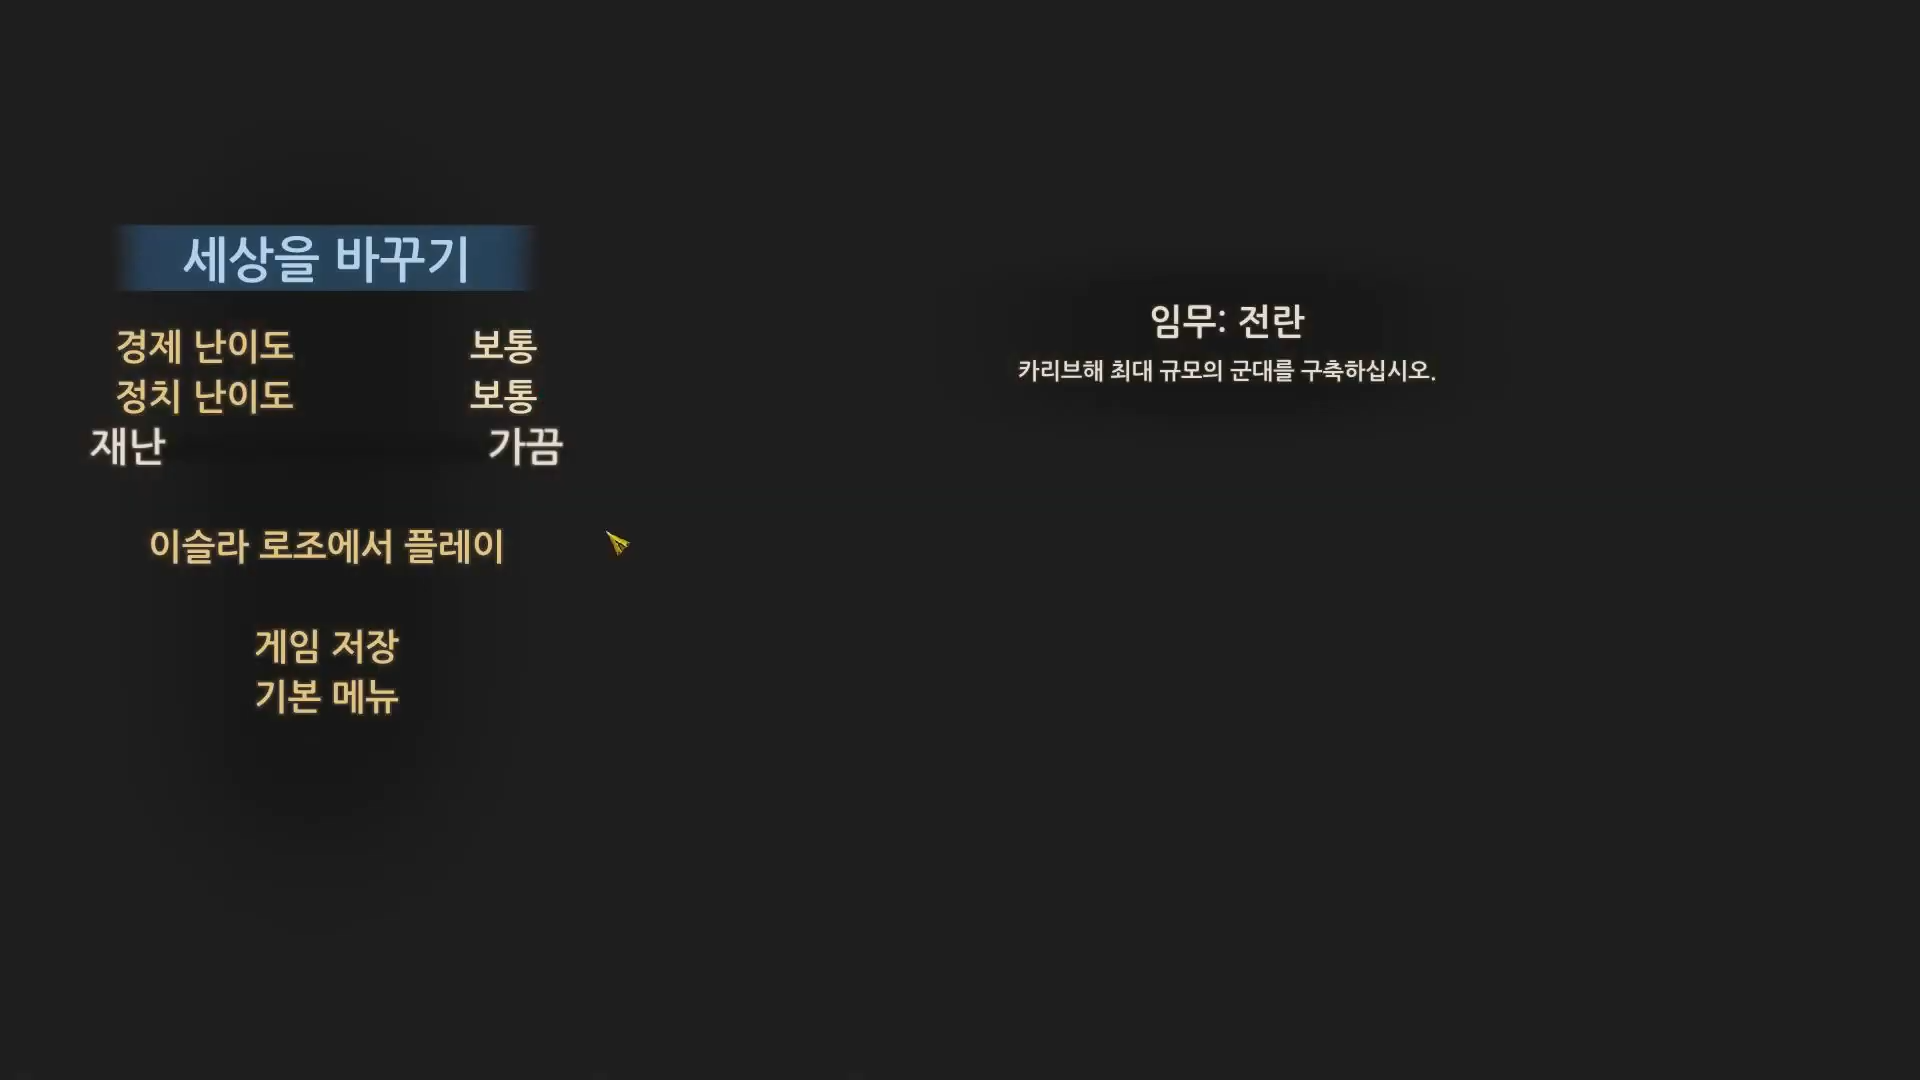 세상을 바꾸기
경제 난이도 보통
정치 난이도 보통
재난 가끔
이슬라 로조에서 플레이
게임 저장
기본 메뉴
임무: 전란
카리브해 최대 규모의 군대를 구축하십시오.